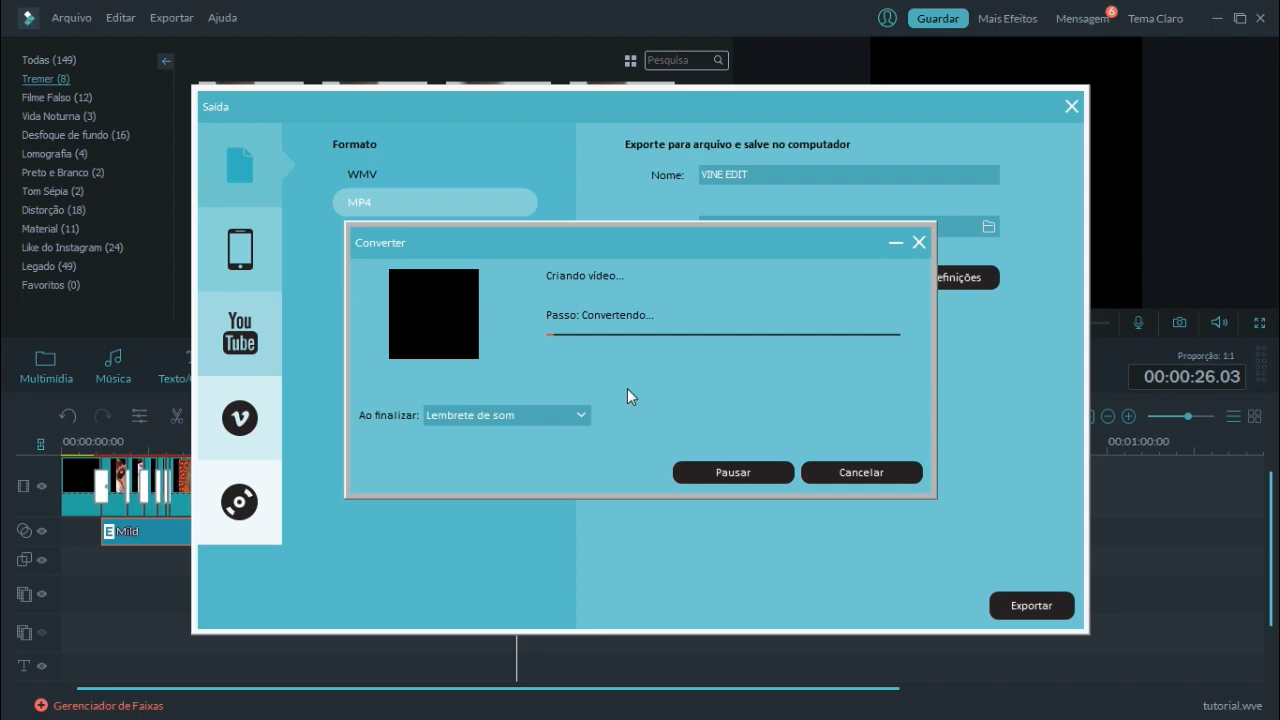 Arquivo Editar Exportar Ajuda
Guardar Mais Efeitos Mensagem 6 Tema Claro
Todas (149)
Tremer (8)
Filme Falso (12)
Vida Noturna (3)
Desfoque de fundo (16)
Lomografia (4)
Preto e Branco (2)
Tom Sépia (2)
Distorção (18)
Material (11)
Like do Instagram (24)
Legado (49)
Favoritos (0)
Pesquisa
Saída
Formato
WMV
MP4
Exporte para arquivo e salve no computador
Nome: VINE EDIT
efinições
You
Tube
Converter
Criando vídeo...
Passo: Convertendo...
Ao finalizar: Lembrete de som
Pausar Cancelar
Exportar
Proporção: 1:1
00:00:26.03
Multimídia Música Texto/C
00:00:00:00
00:01:00:00
E Mild
T
Gerenciador de Faixas
tutorial.wve